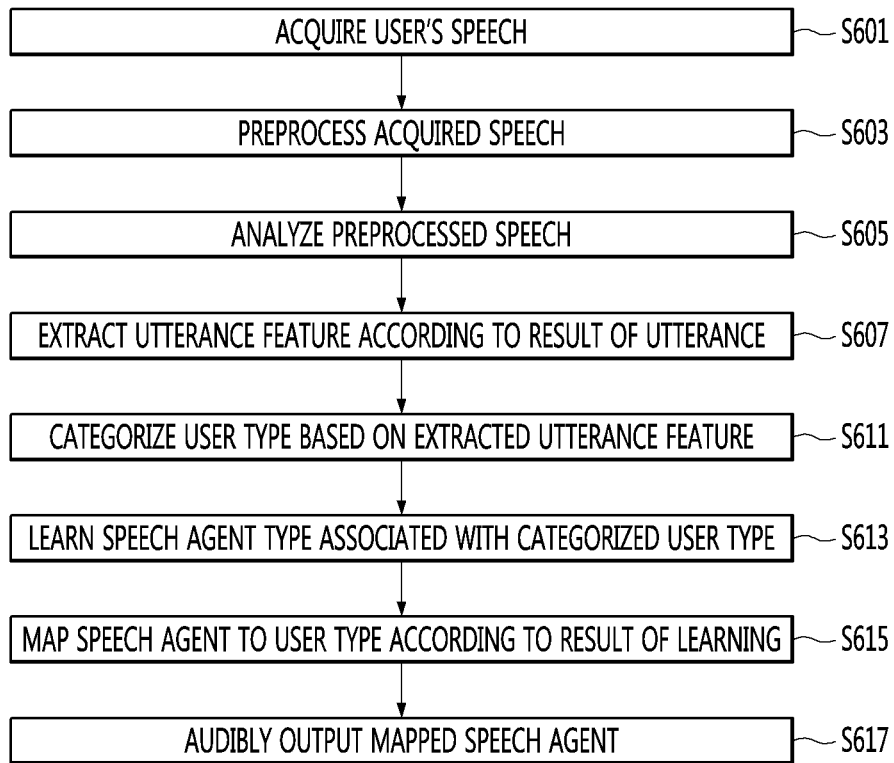 ACQUIRE USER'S SPEECH S601
PREPROCESS ACQUIRED SPEECH S603
ANALYZE PREPROCESSED SPEECH S605
EXTRACT UTTERANCE FEATURE ACCORDING TO RESULT OF UTTERANCE S607
CATEGORIZE USER TYPE BASED ON EXTRACTED UTTERANCE FEATURE S611
LEARN SPEECH AGENT TYPE ASSOCIATED WITH CATEGORIZED USER TYPE S613
MAP SPEECH AGENT TO USER TYPE ACCORDING TO RESULT OF LEARNING S615
AUDIBLY OUTPUT MAPPED SPEECH AGENT S617